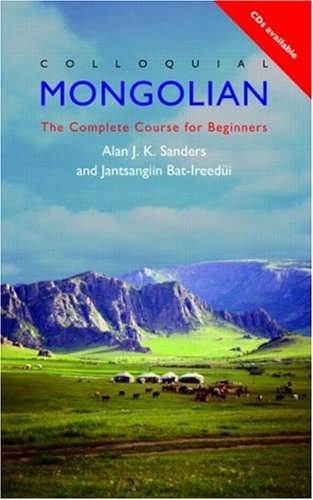 CDs available
COLLOQUIAL
MONGOLIAN
The Complete Course for Beginners
Alan J. K. Sanders
and Jantsangiin Bat-Ireedüi